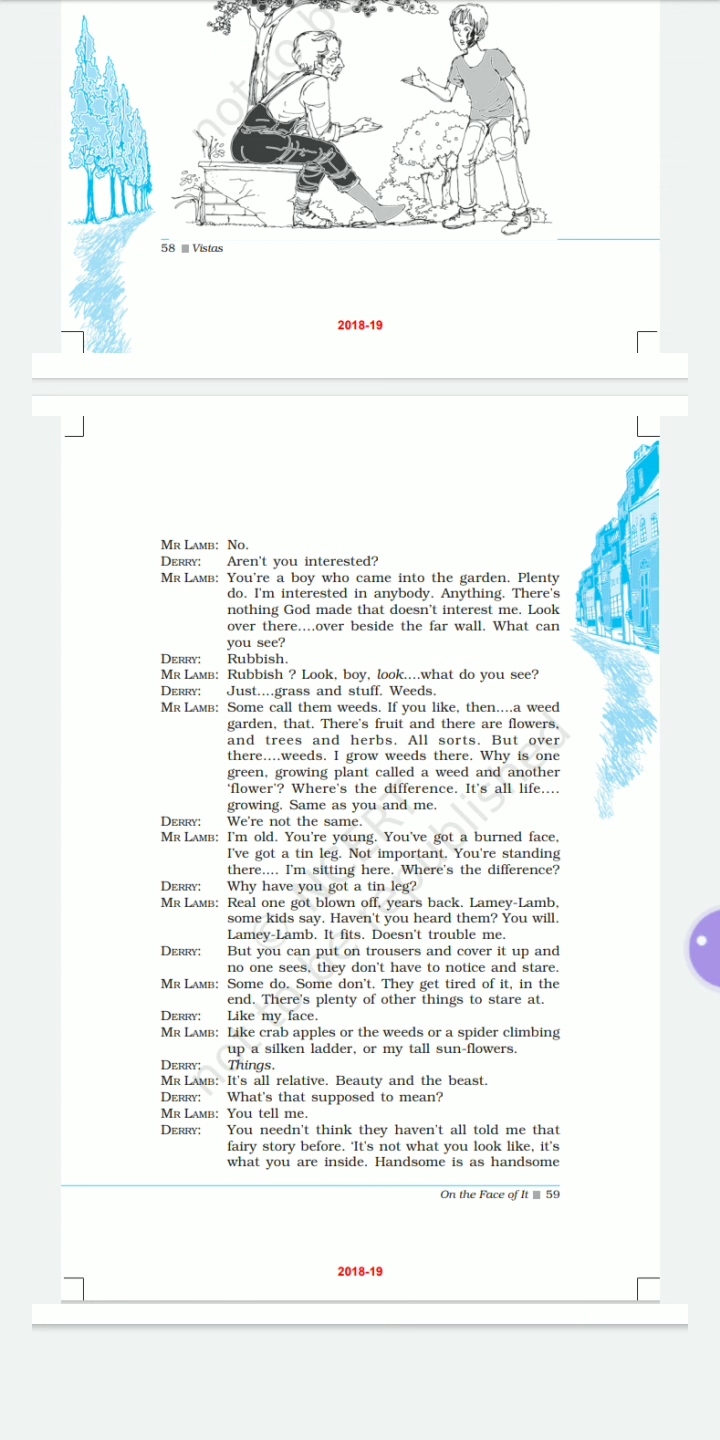 not to be
58 ■ Vistas
2018-19
MR LAMB: No.
DERRY: Aren't you interested?
MR LAMB: You're a boy who came into the garden. Plenty
do. I'm interested in anybody. Anything. There's
nothing God made that doesn't interest me. Look
over there....over beside the far wall. What can
you see?
DERRY: Rubbish.
MR LAMB: Rubbish ? Look, boy, look....what do you see?
DERRY: Just....grass and stuff. Weeds.
MR LAMB: Some call them weeds. If you like, then....a weed
garden, that. There's fruit and there are flowers,
and trees and herbs. All sorts. But over
there....weeds. I grow weeds there. Why is one
green, growing plant called a weed and another
'flower'? Where's the difference. It's all life....
growing. Same as you and me.
DERRY: We're not the same.
MR LAMB: I'm old. You're young. You've got a burned face,
I've got a tin leg. Not important. You're standing
there.... I'm sitting here. Where's the difference?
DERRY: Why have you got a tin leg?
MR LAMB: Real one got blown off, years back. Lamey-Lamb,
some kids say. Haven't you heard them? You will.
Lamey-Lamb. It fits. Doesn't trouble me.
DERRY: But you can put on trousers and cover it up and
no one sees, they don't have to notice and stare.
MR LAMB: Some do. Some don't. They get tired of it, in the
end. There's plenty of other things to stare at.
DERRY: Like my face.
MR LAMB: Like crab apples or the weeds or a spider climbing
up a silken ladder, or my tall sun-flowers.
DERRY: Things.
MR LAMB: It's all relative. Beauty and the beast.
DERRY: What's that supposed to mean?
MR LAMB: You tell me.
DERRY: You needn't think they haven't all told me that
fairy story before. 'It's not what you look like, it's
what you are inside. Handsome is as handsome
© NCERT
not to be republished
On the Face of It ■ 59
2018-19